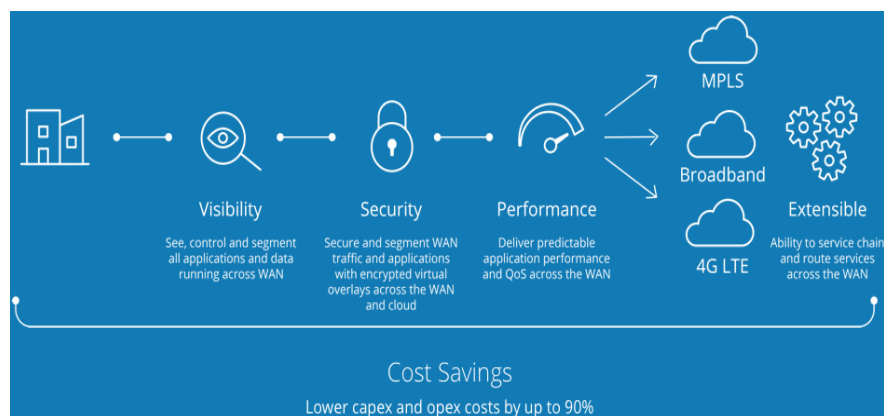 MPLS
Broadband
4G LTE
Visibility
See, control and segment
all applications and data
running across WAN
Security
Secure and segment WAN
traffic and applications
with encrypted virtual
overlays across the WAN
and cloud
Performance
Deliver predictable
application performance
and QoS across the WAN
Extensible
Ability to service chain
and route services
across the WAN
Cost Savings
Lower capex and opex costs by up to 90%